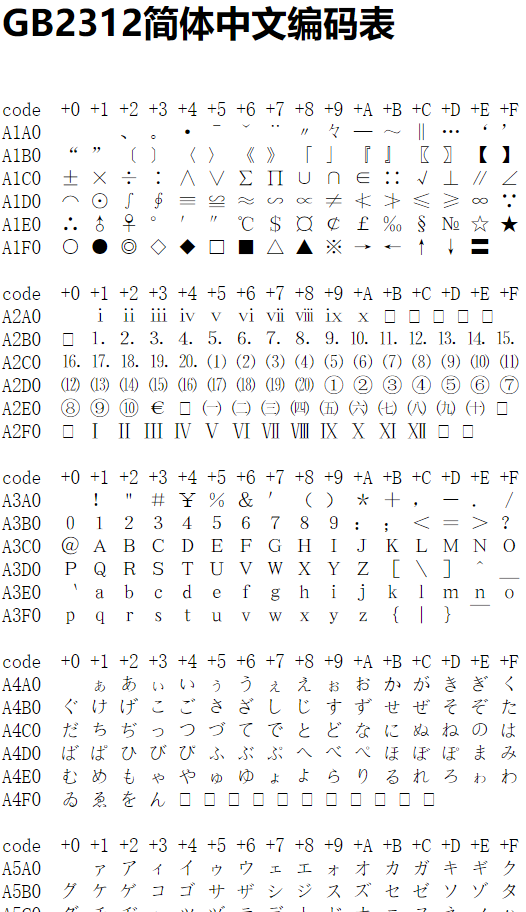 GB2312简体中文编码表
code +0 +1 +2 +3 +4 +5 +6 +7 +8 +9 +A +B +C +D +E +F
A1A0 、 。 · ˉ ˇ ¨ 〃 々 — ～ ‖ … ‘ ’
A1B0 “ ” 〔 〕 〈 〉 《 》 「 」 『 』 〖 〗 【 】
A1C0 ± × ÷ ∶ ∧ ∨ ∑ ∏ ∪ ∩ ∈ ∷ √ ⊥ ∥ ∠
A1D0 ⌒ ⊙ ∫ ∮ ≡ ≌ ≈ ∽ ∝ ≠ ≮ ≯ ≤ ≥ ∞ ∵
A1E0 ∴ ♂ ♀ ° ′ ″ ℃ ＄ ¤ ￠ ￡ ‰ § № ☆ ★
A1F0 ○ ● ◎ ◇ ◆ □ ■ △ ▲ ※ → ← ↑ ↓ 〓
code +0 +1 +2 +3 +4 +5 +6 +7 +8 +9 +A +B +C +D +E +F
A2A0 ⅰ ⅱ ⅲ ⅳ ⅴ ⅵ ⅶ ⅷ ⅸ ⅹ □ □ □ □
A2B0 □ ⒈ ⒉ ⒊ ⒋ ⒌ ⒍ ⒎ ⒏ ⒐ ⒑ ⒒ ⒓ ⒔ ⒕ ⒖
A2C0 ⒗ ⒘ ⒙ ⒚ ⒛ ⑴ ⑵ ⑶ ⑷ ⑸ ⑹ ⑺ ⑻ ⑼ ⑽ ⑾
A2D0 ⑿ ⒀ ⒁ ⒂ ⒃ ⒄ ⒅ ⒆ ⒇ ① ② ③ ④ ⑤ ⑥ ⑦
A2E0 ⑧ ⑨ ⑩ € □ ㈠ ㈡ ㈢ ㈣ ㈤ ㈥ ㈦ ㈧ ㈨ ㈩ □
A2F0 □ Ⅰ Ⅱ Ⅲ Ⅳ Ⅴ Ⅵ Ⅶ Ⅷ Ⅸ Ⅹ Ⅺ Ⅻ □ □
code +0 +1 +2 +3 +4 +5 +6 +7 +8 +9 +A +B +C +D +E +F
A3A0 ！ ＂ ＃ ￥ ％ ＆ ＇ （ ） ＊ ＋ ， － ． ／
A3B0 ０ １ ２ ３ ４ ５ ６ ７ ８ ９ ： ； ＜ ＝ ＞ ？
A3C0 ＠ Ａ Ｂ Ｃ Ｄ Ｅ Ｆ Ｇ Ｈ Ｉ Ｊ Ｋ Ｌ Ｍ Ｎ Ｏ
A3D0 Ｐ Ｑ Ｒ Ｓ Ｔ Ｕ Ｖ Ｗ Ｘ Ｙ Ｚ ［ ＼ ］ ＾ ＿
A3E0 ｀ ａ ｂ ｃ ｄ ｅ ｆ ｇ ｈ ｉ ｊ ｋ ｌ ｍ ｎ ｏ
A3F0 ｐ ｑ ｒ ｓ ｔ ｕ ｖ ｗ ｘ ｙ ｚ ｛ ｜ ｝ ￣
code +0 +1 +2 +3 +4 +5 +6 +7 +8 +9 +A +B +C +D +E +F
A4A0 ぁ あ ぃ い ぅ う ぇ え ぉ お か が き ぎ く
A4B0 ぐ け げ こ ご さ ざ し じ す ず せ ぜ そ ぞ た
A4C0 だ ち ぢ っ つ づ て で と ど な に ぬ ね の は
A4D0 ば ぱ ひ び ぴ ふ ぶ ぷ へ べ ぺ ほ ぼ ぽ ま み
A4E0 む め も ゃ や ゅ ゆ ょ よ ら り る れ ろ ゎ わ
A4F0 ゐ ゑ を ん □ □ □ □ □ □ □ □ □
code +0 +1 +2 +3 +4 +5 +6 +7 +8 +9 +A +B +C +D +E +F
A5A0 ァ ア ィ イ ゥ ウ ェ エ ォ オ カ ガ キ ギ ク
A5B0 グ ケ ゲ コ ゴ サ ザ シ ジ ス ズ セ ゼ ソ ゾ タ